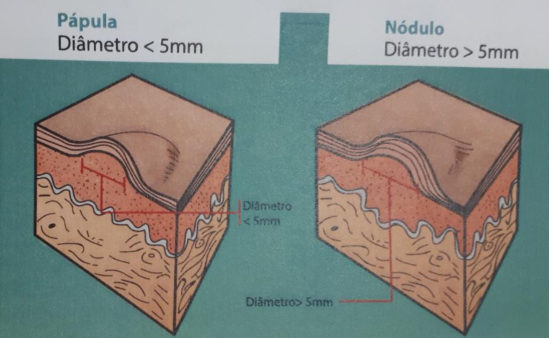 Pápula
Diâmetro < 5mm
Nódulo
Diâmetro > 5mm
Diâmetro
< 5mm
Diâmetro> 5mm